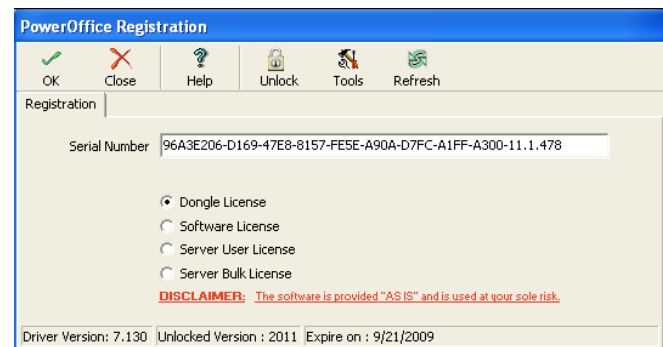 PowerOffice Registration
OK Close Help Unlock Tools Refresh
Registration
Serial Number 96A3E206-D169-47E8-8157-FE5E-A90A-D7FC-A1FF-A300-11.1.478
Dongle License
Software License
Server User License
Server Bulk License
DISCLAIMER: The software is provided "AS IS" and is used at your sole risk.
Driver Version: 7.130 Unlocked Version : 2011 Expire on : 9/21/2009